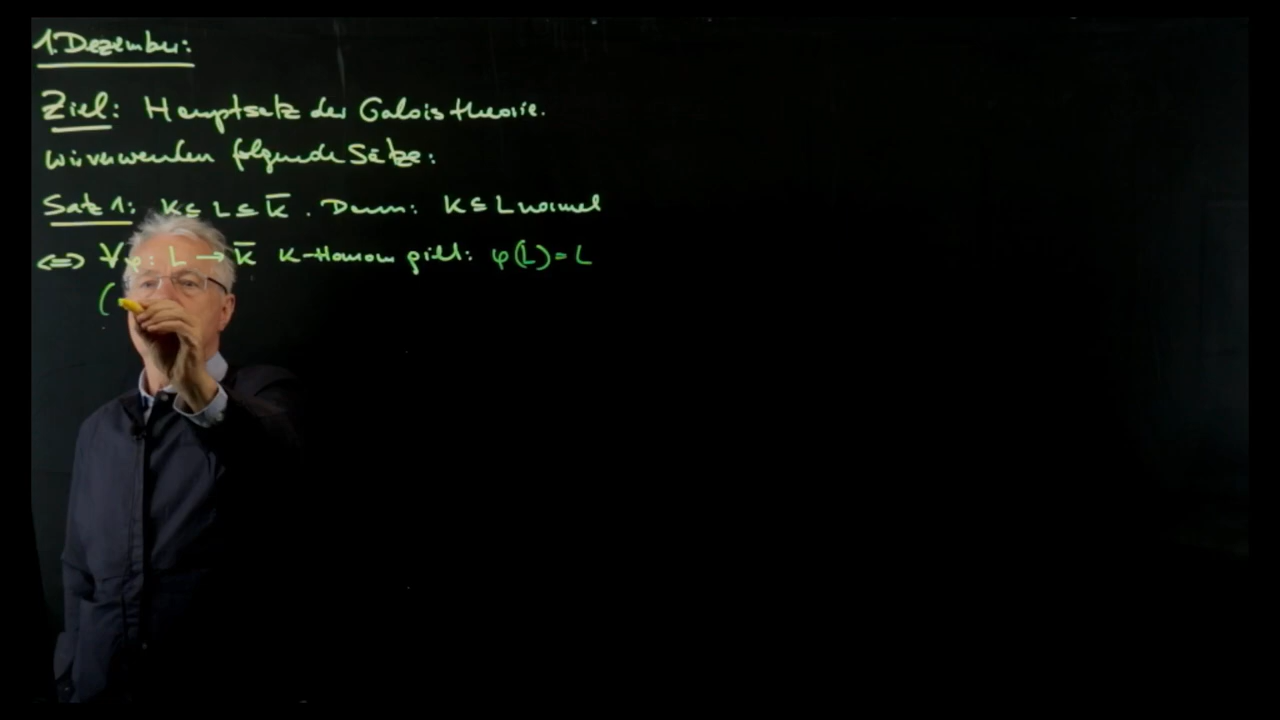 1. Dezember:
Ziel: Hauptsatz der Galoistheorie.
Wir verwenden folgende Sätze:
Satz 1: K ⊆ L ⊆ K̅. Dann: K ⊆ L normal
⇔ ∀φ: L → K̅ K-Homom gilt: φ(L) = L
(